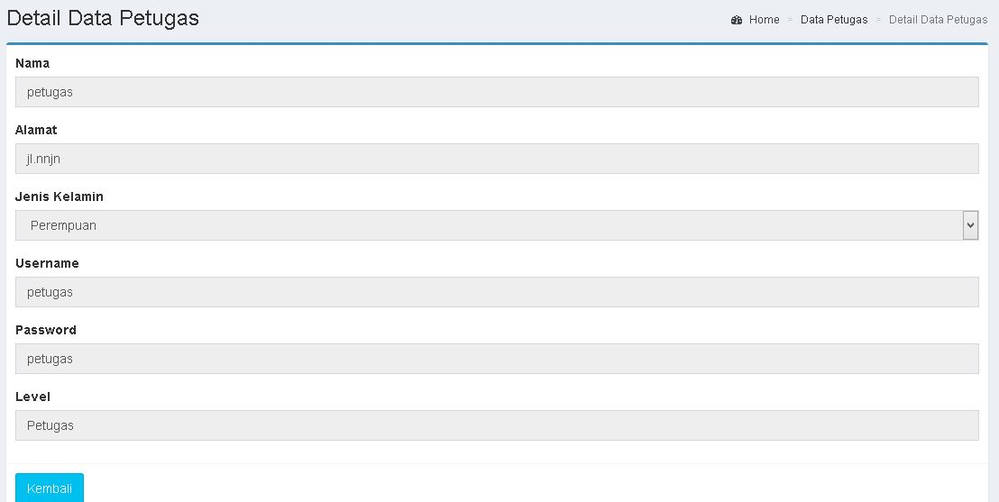 Detail Data Petugas
Home > Data Petugas > Detail Data Petugas
Nama
petugas
Alamat
jl.nnjn
Jenis Kelamin
Perempuan
Username
petugas
Password
petugas
Level
Petugas
Kembali